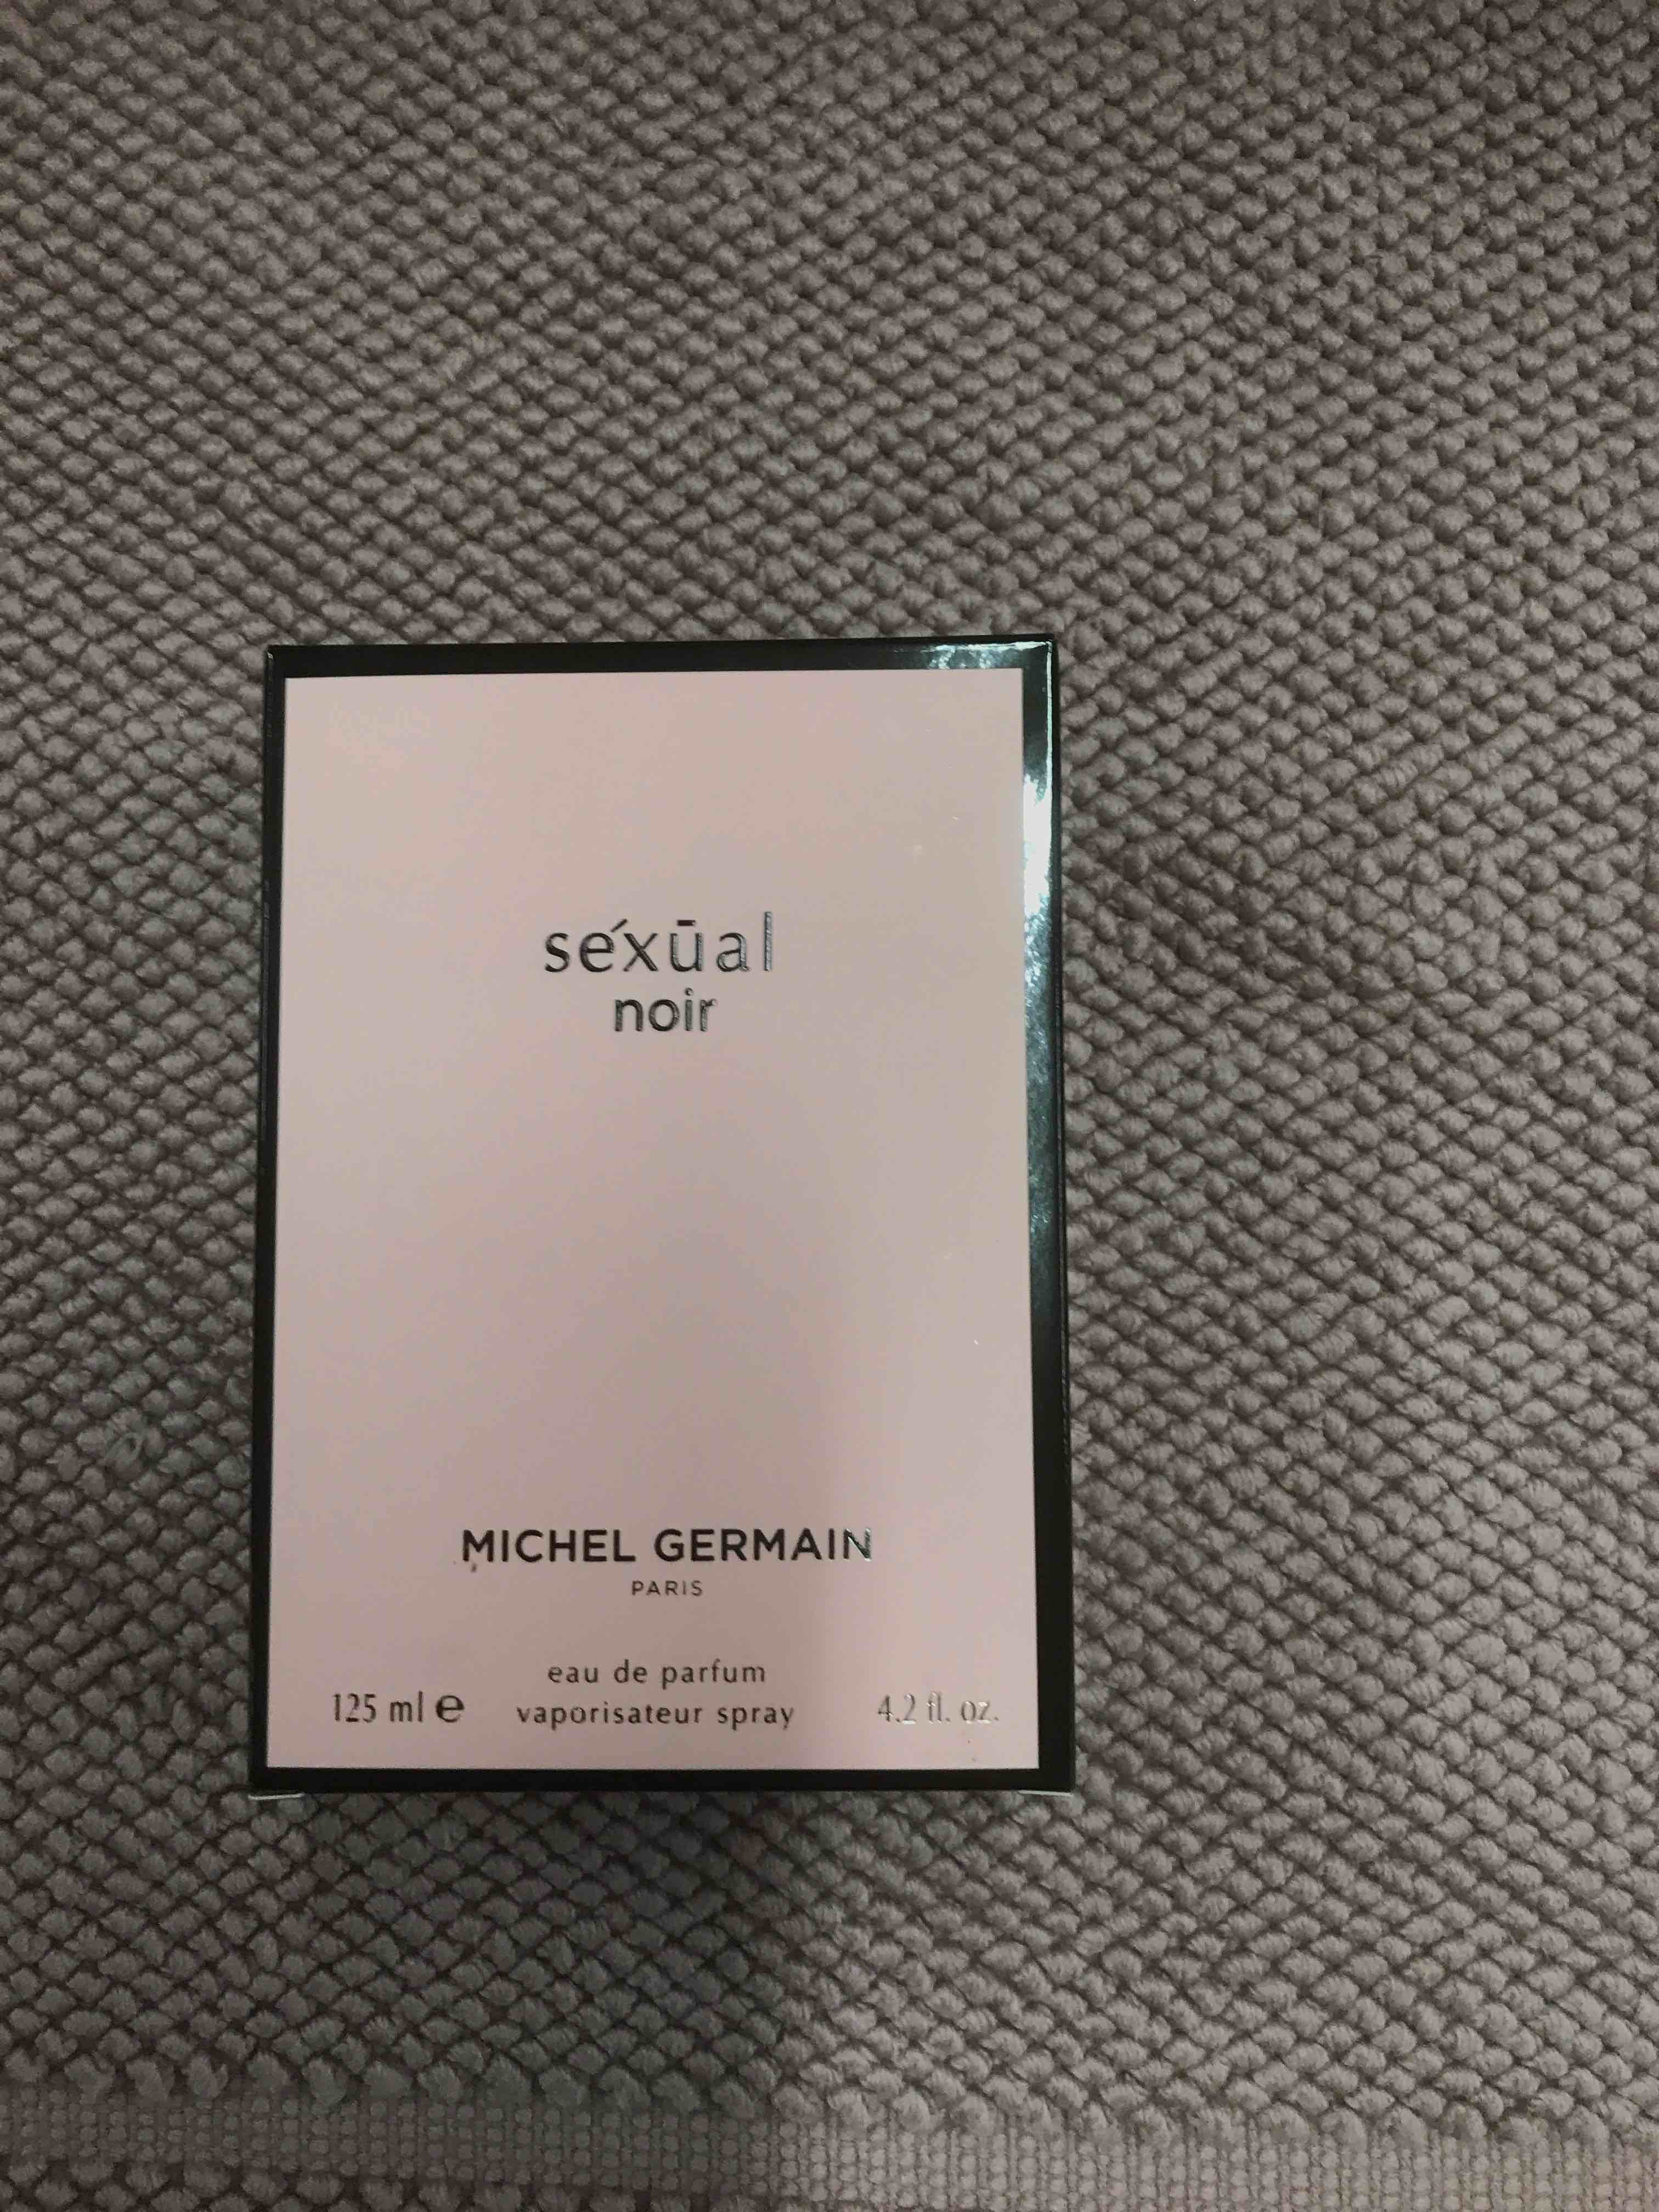 séxūal
noir
MICHEL GERMAIN
PARIS
eau de parfum
125 ml ℮ vaporisateur spray 4.2 fl. oz.